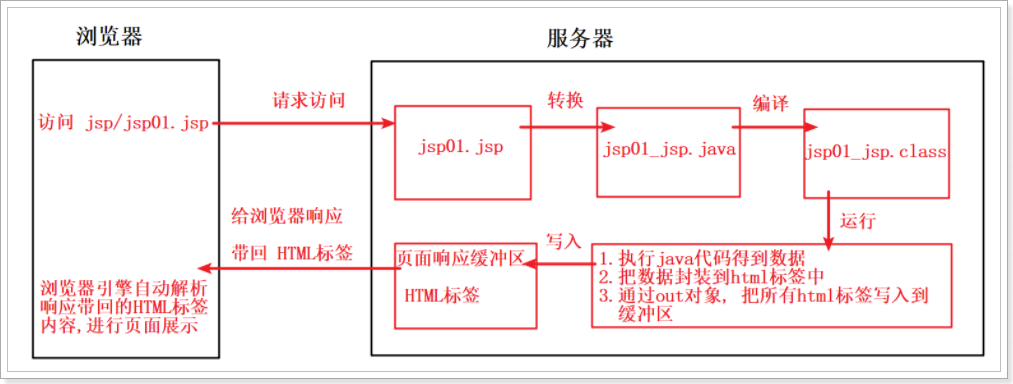 浏览器
服务器
访问 jsp/jsp01.jsp
请求访问
jsp01.jsp
转换
jsp01_jsp.java
编译
jsp01_jsp.class
运行
1. 执行java代码得到数据
2. 把数据封装到html标签中
3. 通过out对象, 把所有html标签写入到
缓冲区
写入
页面响应缓冲区
HTML标签
给浏览器响应
带回 HTML标签
浏览器引擎自动解析
响应带回的HTML标签
内容,进行页面展示